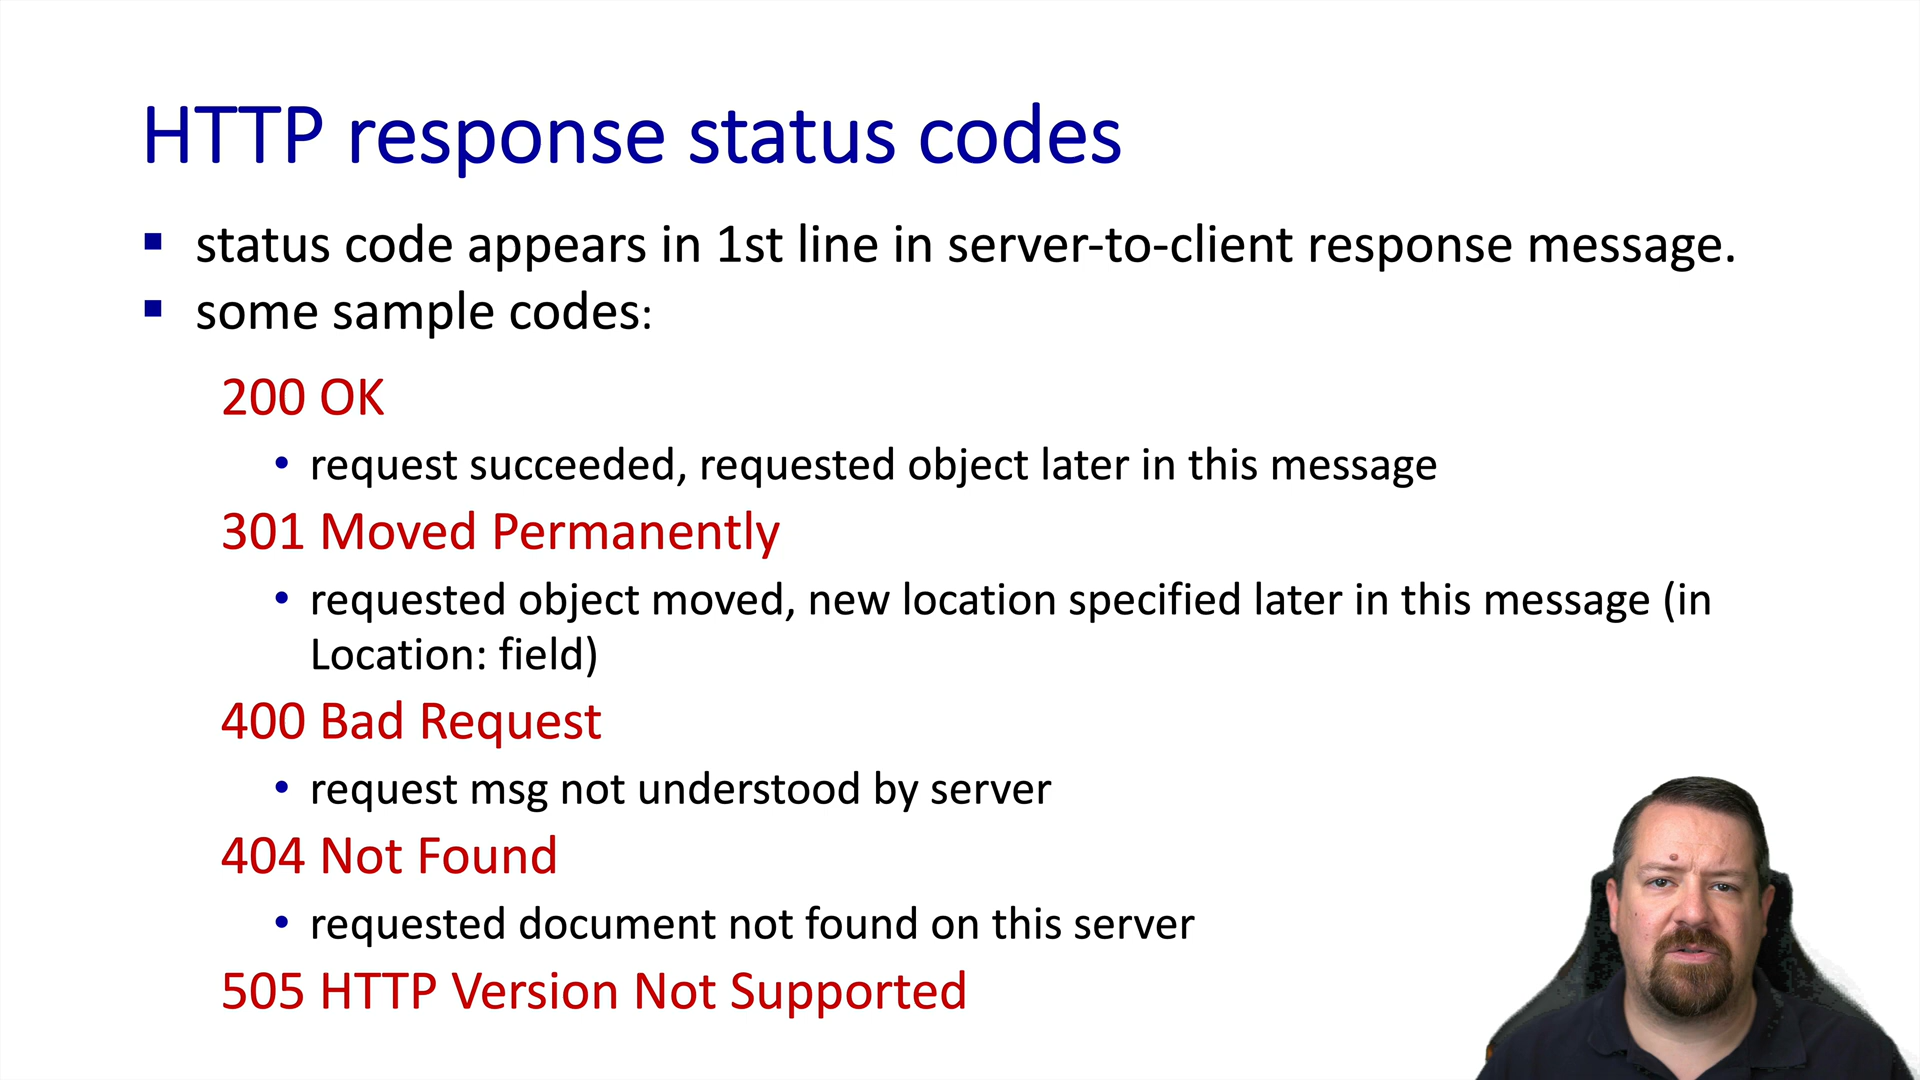 HTTP response status codes
status code appears in 1st line in server-to-client response message.
some sample codes:
200 OK
request succeeded, requested object later in this message
301 Moved Permanently
requested object moved, new location specified later in this message (in
Location: field)
400 Bad Request
request msg not understood by server
404 Not Found
requested document not found on this server
505 HTTP Version Not Supported